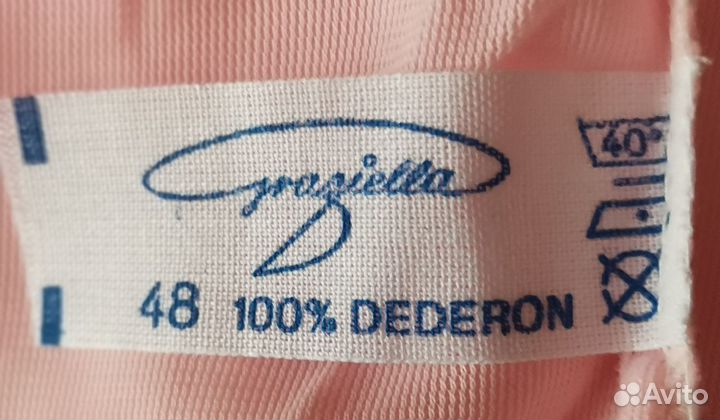 Graziella
40°
48 100% DEDERON
Avito